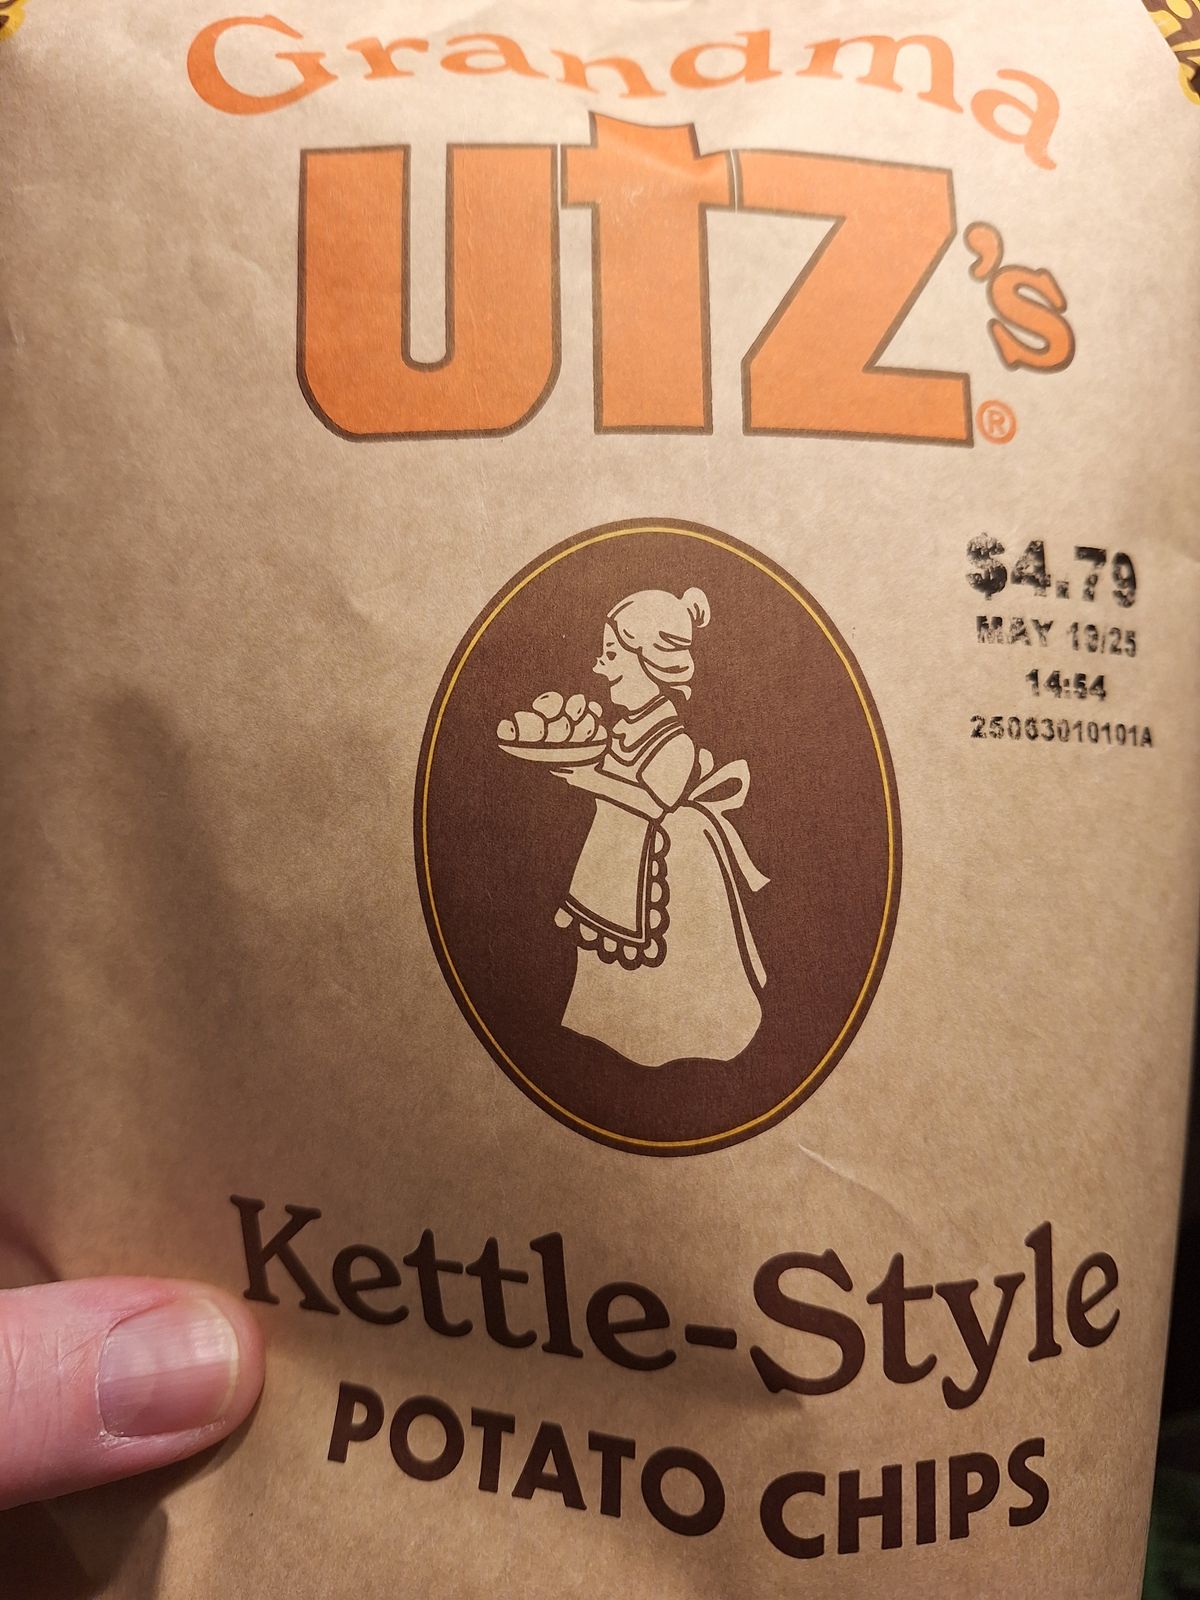 Grandma
UTZ's®
$4.79
MAY 19/25
14:54
25063010101A
Kettle-Style
POTATO CHIPS